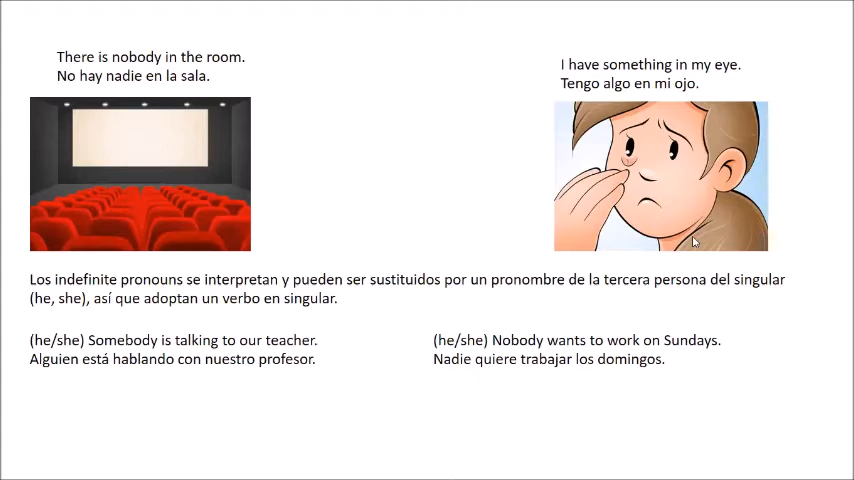 There is nobody in the room.
No hay nadie en la sala.
I have something in my eye.
Tengo algo en mi ojo.
Los indefinite pronouns se interpretan y pueden ser sustituidos por un pronombre de la tercera persona del singular
(he, she), así que adoptan un verbo en singular.
(he/she) Somebody is talking to our teacher.
Alguien está hablando con nuestro profesor.
(he/she) Nobody wants to work on Sundays.
Nadie quiere trabajar los domingos.